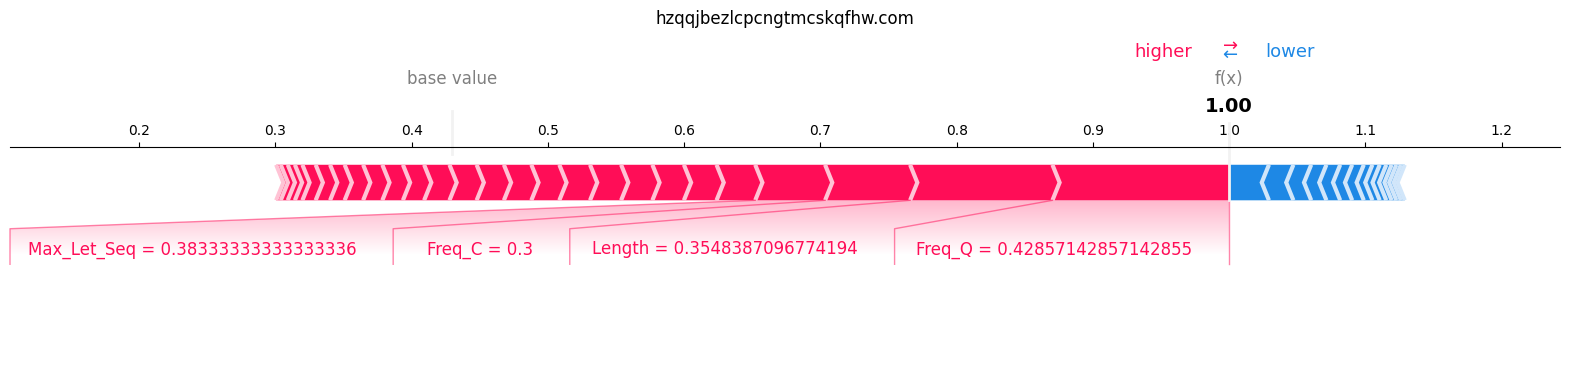 hzqqjbezlcpcngtmcskqfhw.com
higher ⇄ lower
base value f(x)
1.00
0.2 0.3 0.4 0.5 0.6 0.7 0.8 0.9 1.0 1.1 1.2
Max_Let_Seq = 0.38333333333333336 Freq_C = 0.3 Length = 0.3548387096774194 Freq_Q = 0.42857142857142855